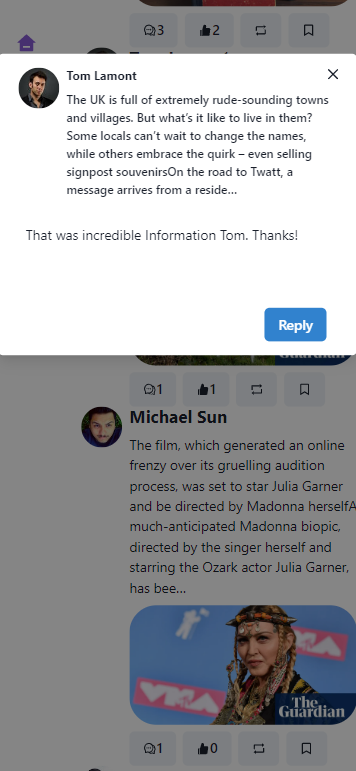 3 2
Tom Lamont
The UK is full of extremely rude-sounding towns
and villages. But what's it like to live in them?
Some locals can't wait to change the names,
while others embrace the quirk – even selling
signpost souvenirsOn the road to Twatt, a
message arrives from a reside...
That was incredible Information Tom. Thanks!
Reply
Guardian
1 1
Michael Sun
The film, which generated an online
frenzy over its gruelling audition
process, was set to star Julia Garner
and be directed by Madonna herselfA
much-anticipated Madonna biopic,
directed by the singer herself and
starring the Ozark actor Julia Garner,
has bee...
The
Guardian
1 0